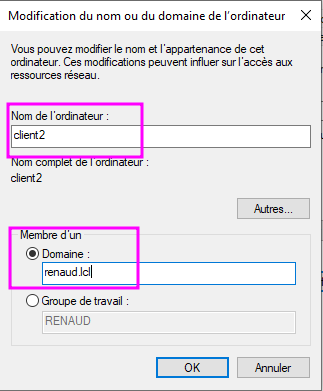 Modification du nom ou du domaine de l'ordinateur
Vous pouvez modifier le nom et l'appartenance de cet
ordinateur. Ces modifications peuvent influer sur l'accès aux
ressources réseau.
Nom de l'ordinateur :
client2
Nom complet de l'ordinateur :
client2
Autres...
Membre d'un
Domaine :
renaud.lcl
Groupe de travail :
RENAUD
OK
Annuler